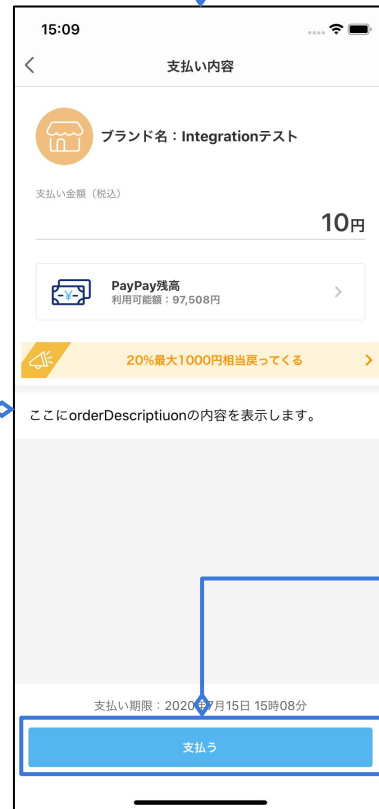 15:09
支払い内容
ブランド名：Integrationテスト
支払い金額（税込）
10円
PayPay残高
利用可能額：97,508円
20%最大1000円相当戻ってくる
ここにorderDescriptiuonの内容を表示します。
支払い期限：2020年7月15日 15時08分
支払う